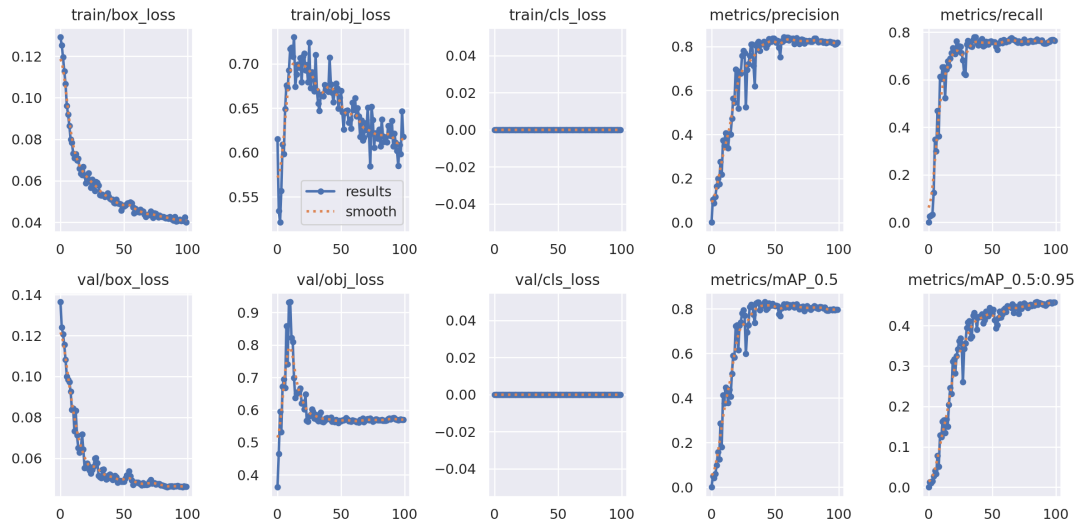 train/box_loss
train/obj_loss
train/cls_loss
metrics/precision
metrics/recall
0.12
0.10
0.08
0.06
0.04
0 50 100
0.70
0.65
0.60
0.55
results
smooth
0 50 100
0.04
0.02
0.00
−0.02
−0.04
0 50 100
0.8
0.6
0.4
0.2
0.0
0 50 100
0.8
0.6
0.4
0.2
0.0
0 50 100
val/box_loss
val/obj_loss
val/cls_loss
metrics/mAP_0.5
metrics/mAP_0.5:0.95
0.14
0.12
0.10
0.08
0.06
0 50 100
0.9
0.8
0.7
0.6
0.5
0.4
0 50 100
0.04
0.02
0.00
−0.02
−0.04
0 50 100
0.8
0.6
0.4
0.2
0.0
0 50 100
0.4
0.3
0.2
0.1
0.0
0 50 100